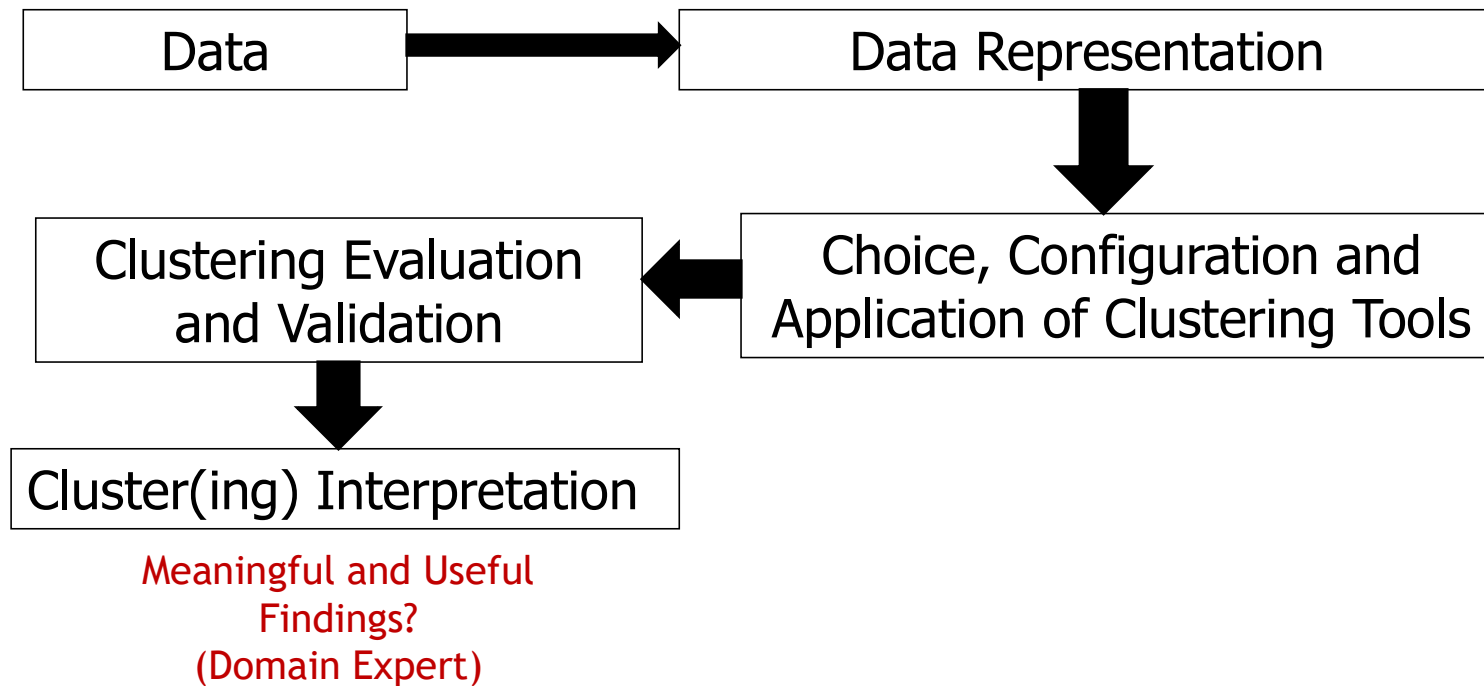 Data
Data Representation
Choice, Configuration and
Application of Clustering Tools
Clustering Evaluation
and Validation
Cluster(ing) Interpretation
Meaningful and Useful
Findings?
(Domain Expert)